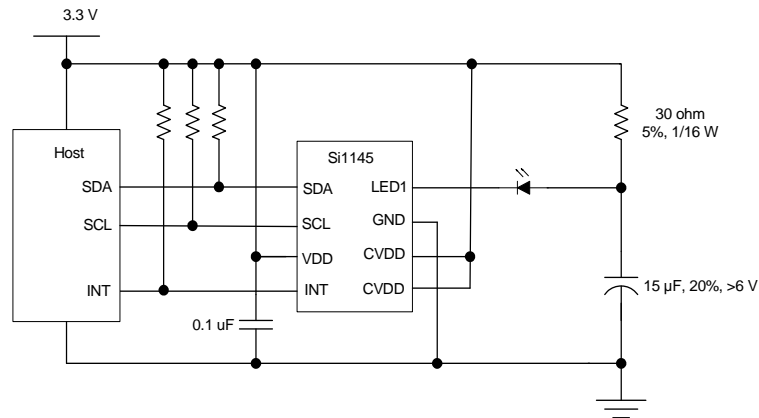 3.3 V
30 ohm
5%, 1/16 W
Host
Si1145
SDA
SDA
LED1
SCL
SCL
GND
VDD
CVDD
INT
INT
CVDD
15 µF, 20%, >6 V
0.1 uF